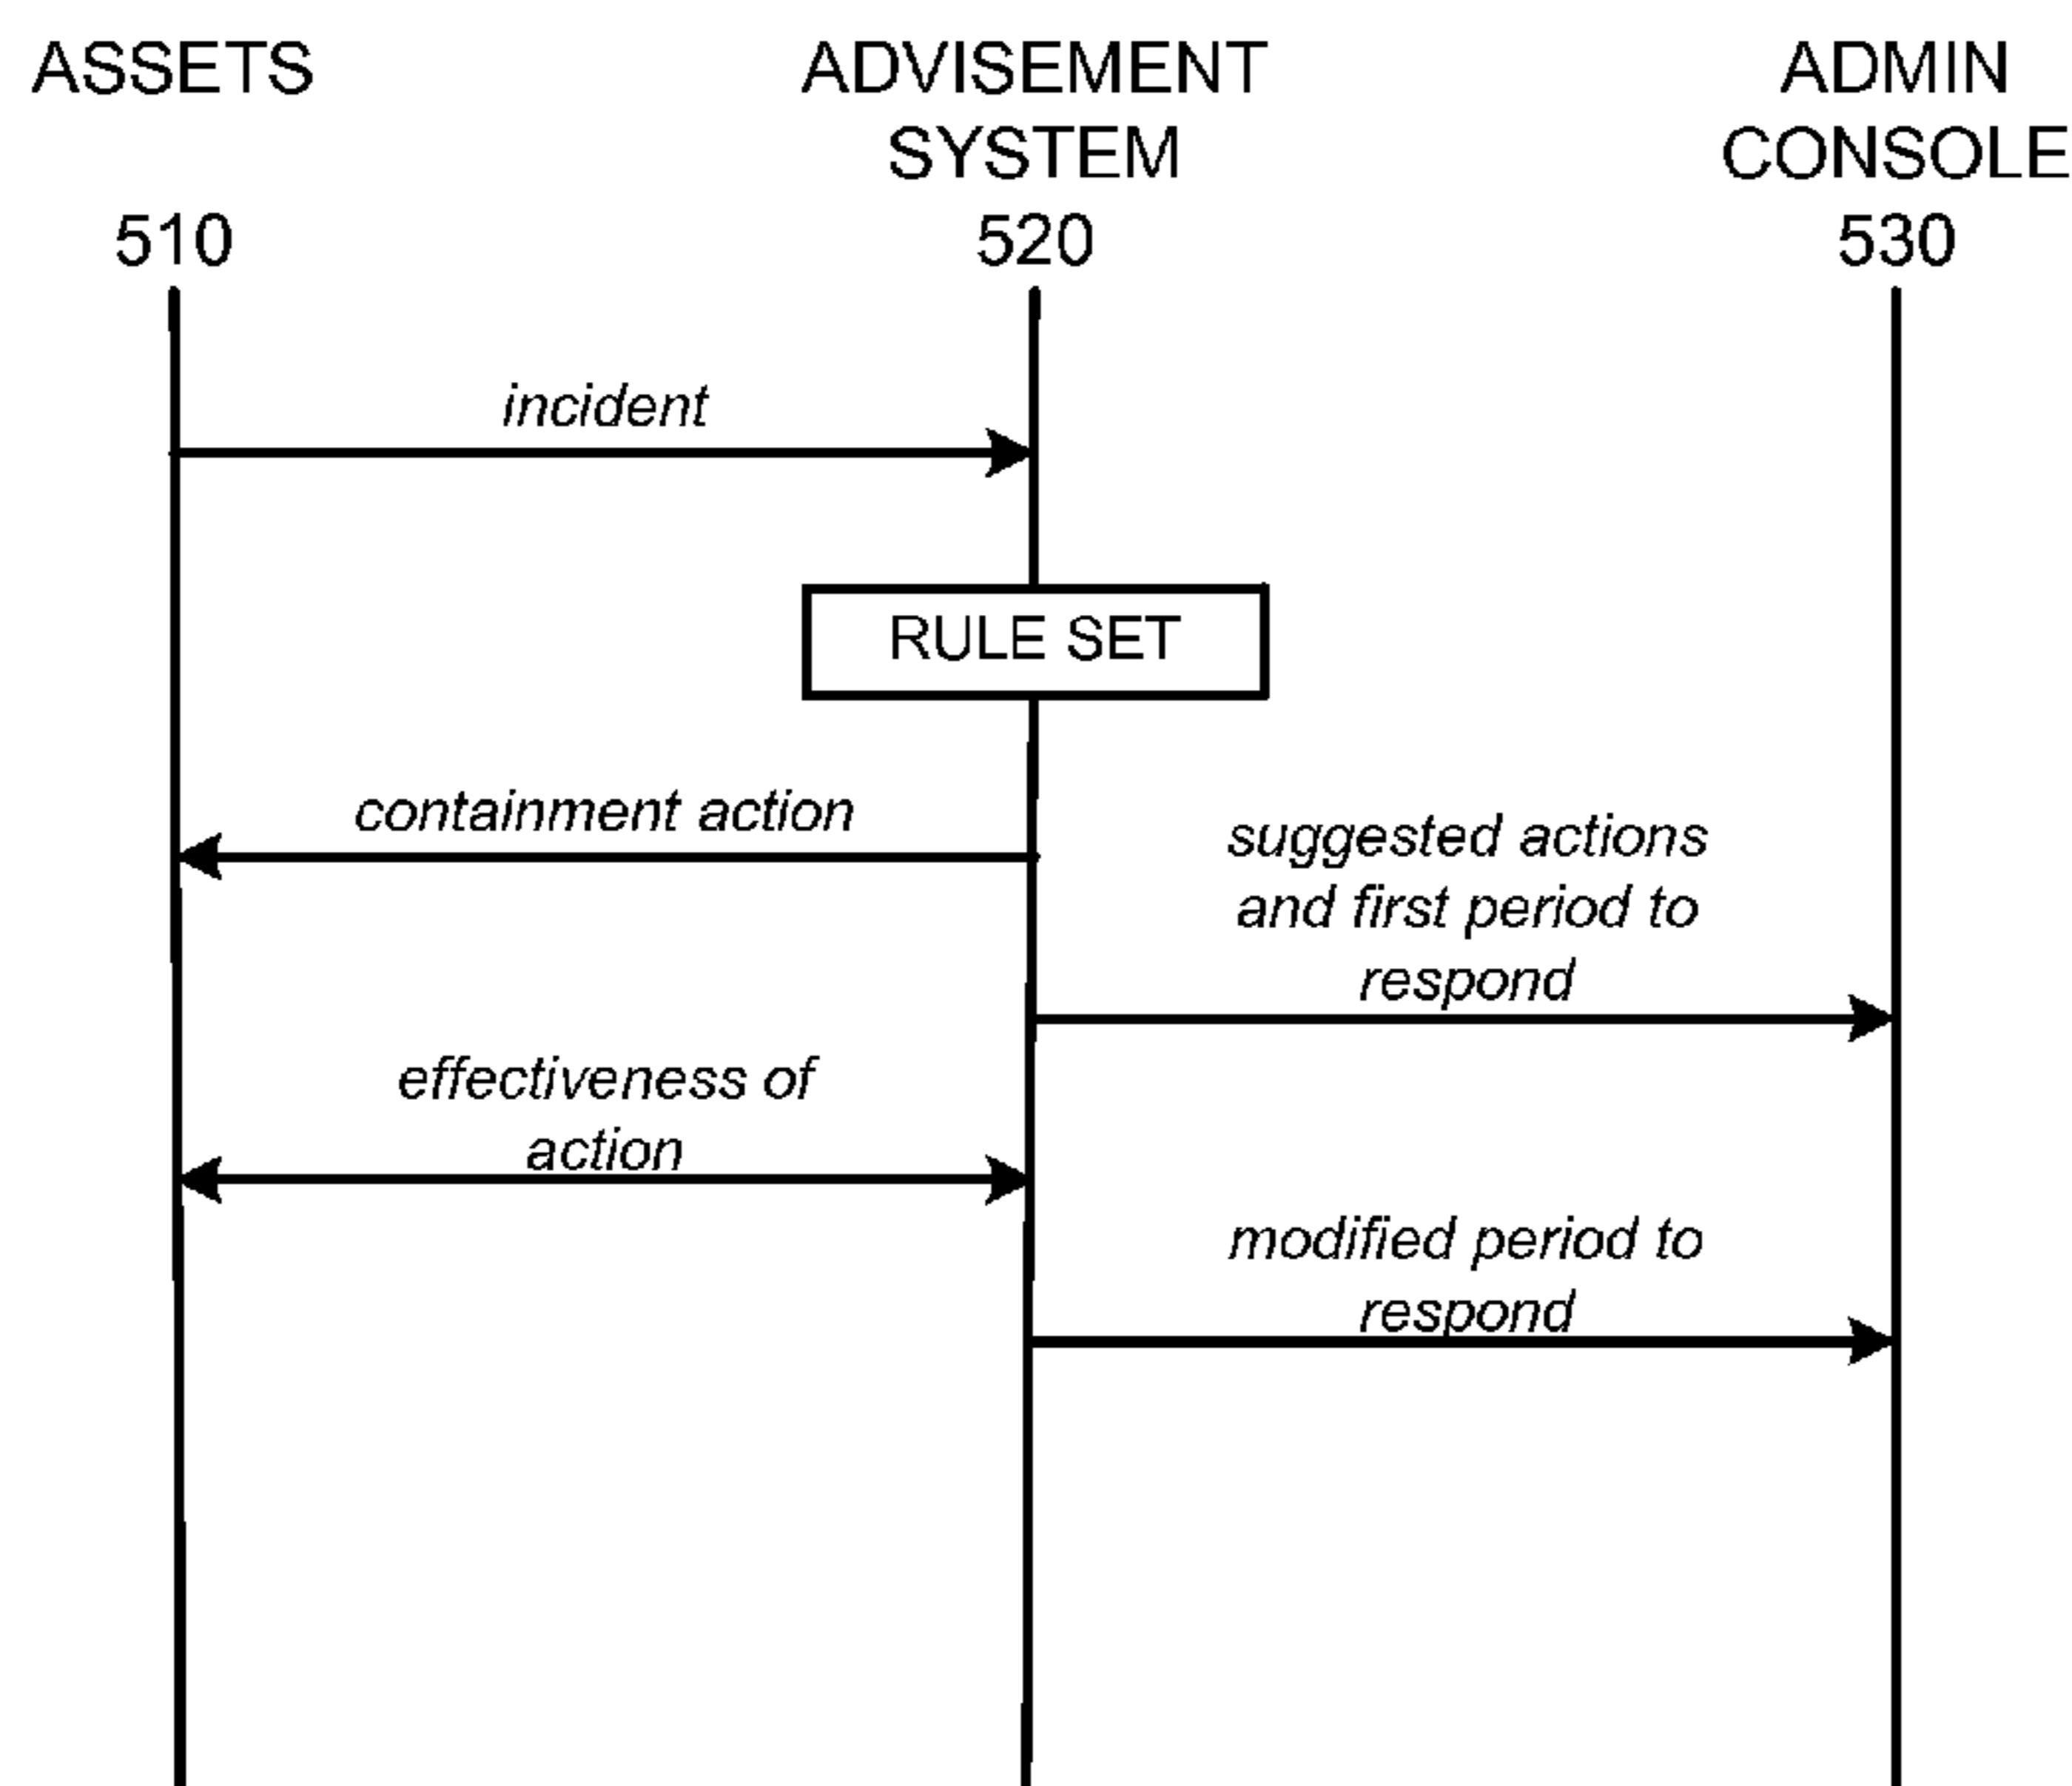 ASSETS
ADVISEMENT
SYSTEM
ADMIN
CONSOLE
510
520
530
incident
RULE SET
containment action
suggested actions
and first period to
respond
effectiveness of
action
modified period to
respond